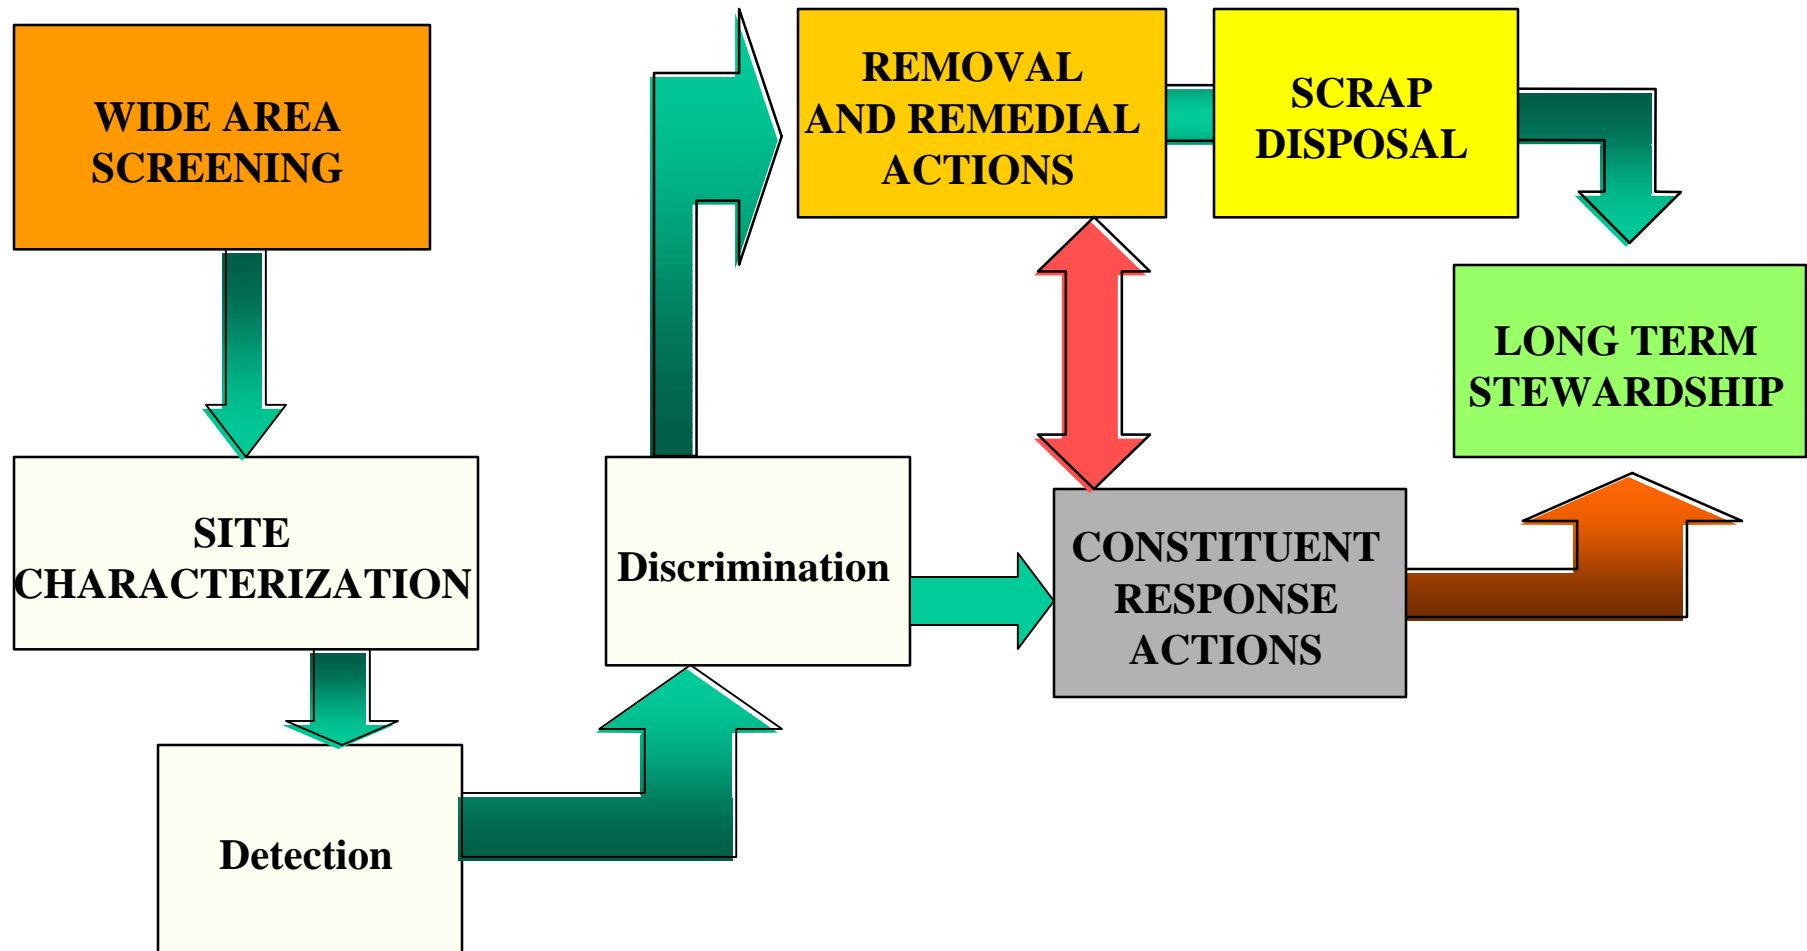 WIDE AREA
SCREENING
SITE
CHARACTERIZATION
Detection
Discrimination
REMOVAL
AND REMEDIAL
ACTIONS
SCRAP
DISPOSAL
LONG TERM
STEWARDSHIP
CONSTITUENT
RESPONSE
ACTIONS